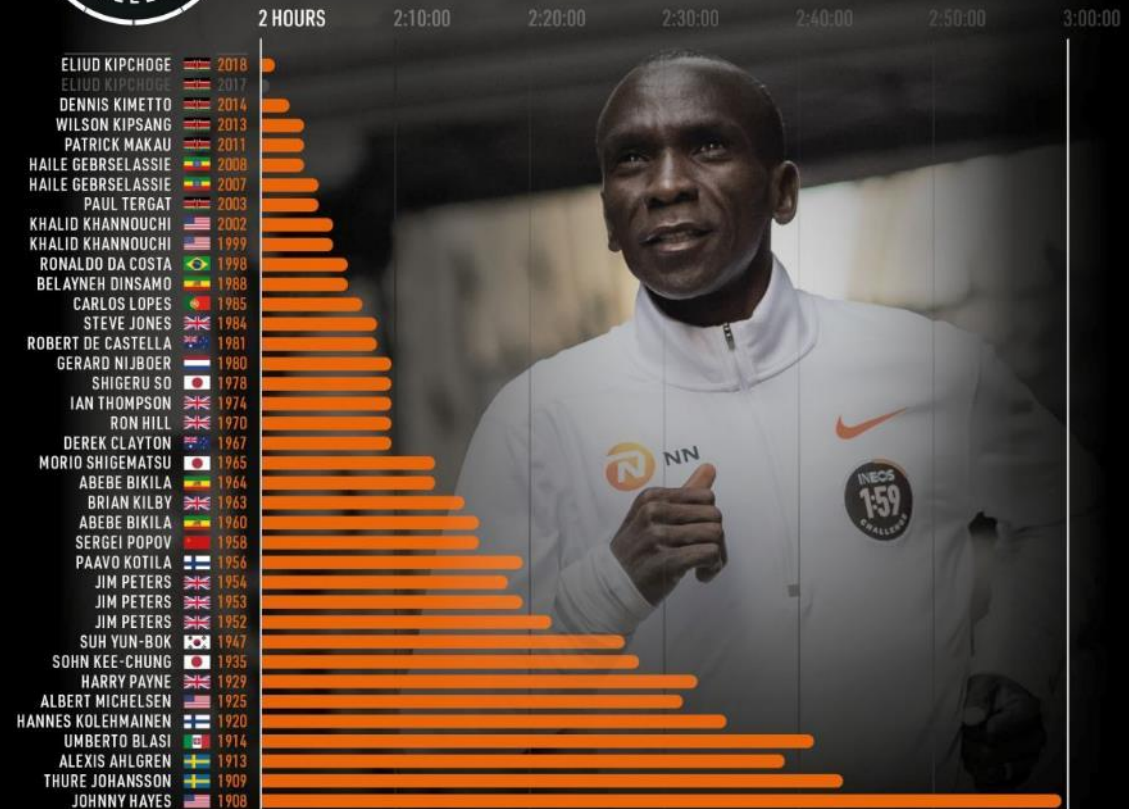 2 HOURS 2:10:00 2:20:00 2:30:00 2:40:00 2:50:00 3:00:00
ELIUD KIPCHOGE 2018
ELIUD KIPCHOGE 2017
DENNIS KIMETTO 2014
WILSON KIPSANG 2013
PATRICK MAKAU 2011
HAILE GEBRSELASSIE 2008
HAILE GEBRSELASSIE 2007
PAUL TERGAT 2003
KHALID KHANNOUCHI 2002
KHALID KHANNOUCHI 1999
RONALDO DA COSTA 1998
BELAYNEH DINSAMO 1988
CARLOS LOPES 1985
STEVE JONES 1984
ROBERT DE CASTELLA 1981
GERARD NIJBOER 1980
SHIGERU SO 1978
IAN THOMPSON 1974
RON HILL 1970
DEREK CLAYTON 1967
MORIO SHIGEMATSU 1965
ABEBE BIKILA 1964
BRIAN KILBY 1963
ABEBE BIKILA 1960
SERGEI POPOV 1958
PAAVO KOTILA 1956
JIM PETERS 1954
JIM PETERS 1953
JIM PETERS 1952
SUH YUN-BOK 1947
SOHN KEE-CHUNG 1935
HARRY PAYNE 1929
ALBERT MICHELSEN 1925
HANNES KOLEHMAINEN 1920
UMBERTO BLASI 1914
ALEXIS AHLGREN 1913
THURE JOHANSSON 1909
JOHNNY HAYES 1908
N NN
INEOS
1:59
CHALLENGE